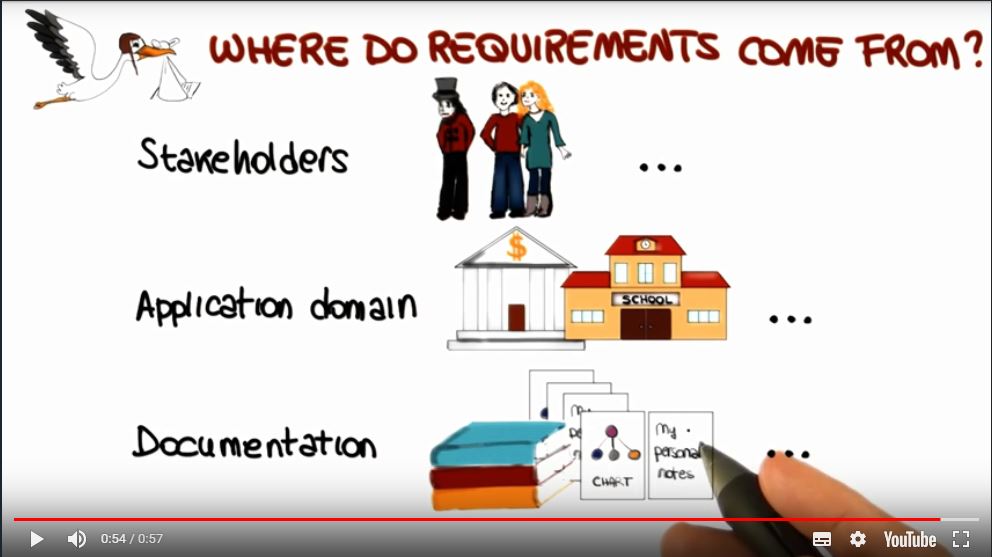 WHERE DO REQUIREMENTS COME FROM?
Stakeholders
...
$
Application domain
SCHOOL
...
Documentation
my
CHART
my
personal
notes
...
0:54 / 0:57
YouTube